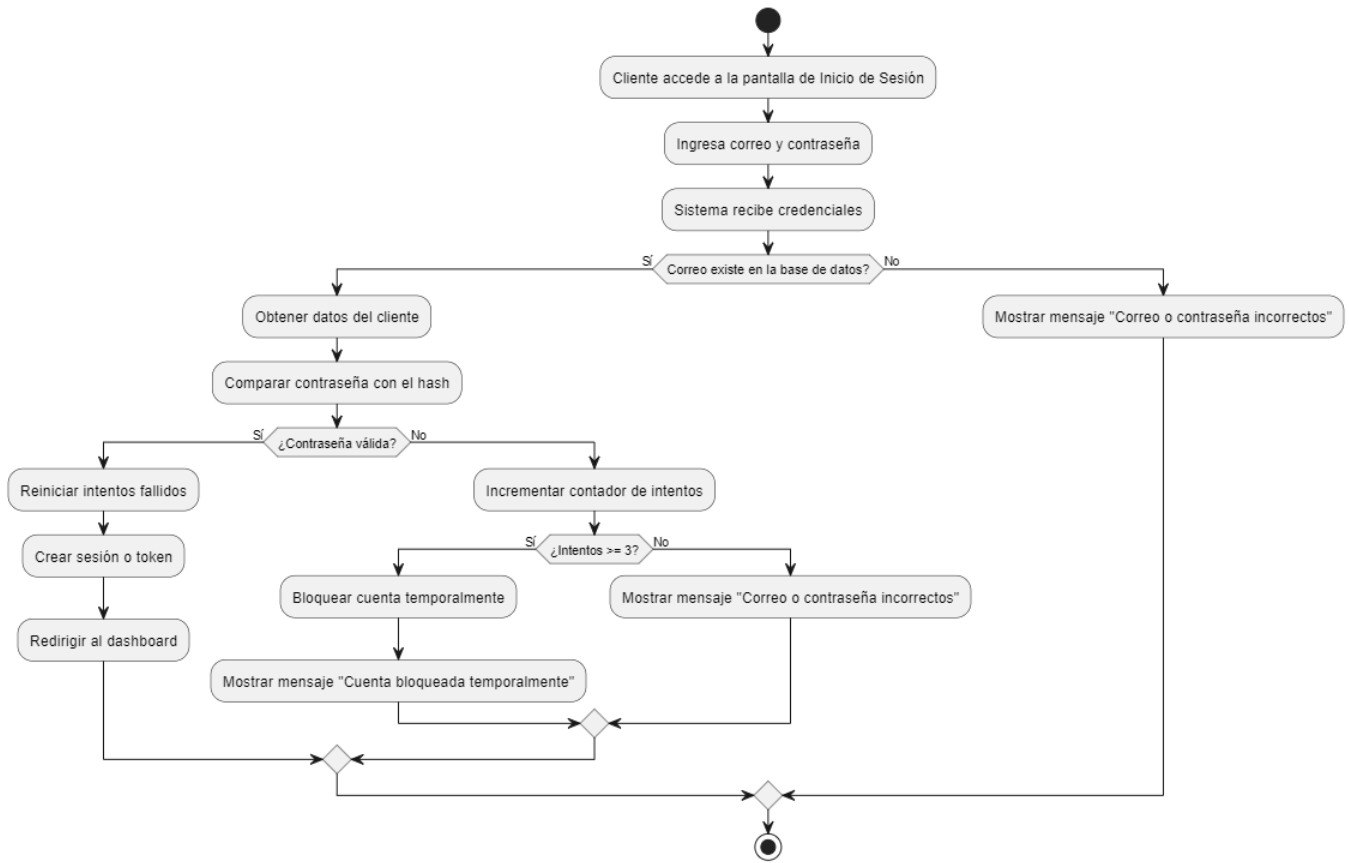 Cliente accede a la pantalla de Inicio de Sesión
Ingresa correo y contraseña
Sistema recibe credenciales
Sí
Correo existe en la base de datos?
No
Obtener datos del cliente
Mostrar mensaje "Correo o contraseña incorrectos"
Comparar contraseña con el hash
Sí
¿Contraseña válida?
No
Reiniciar intentos fallidos
Incrementar contador de intentos
Crear sesión o token
Sí
¿Intentos >= 3?
No
Bloquear cuenta temporalmente
Mostrar mensaje "Correo o contraseña incorrectos"
Redirigir al dashboard
Mostrar mensaje "Cuenta bloqueada temporalmente"